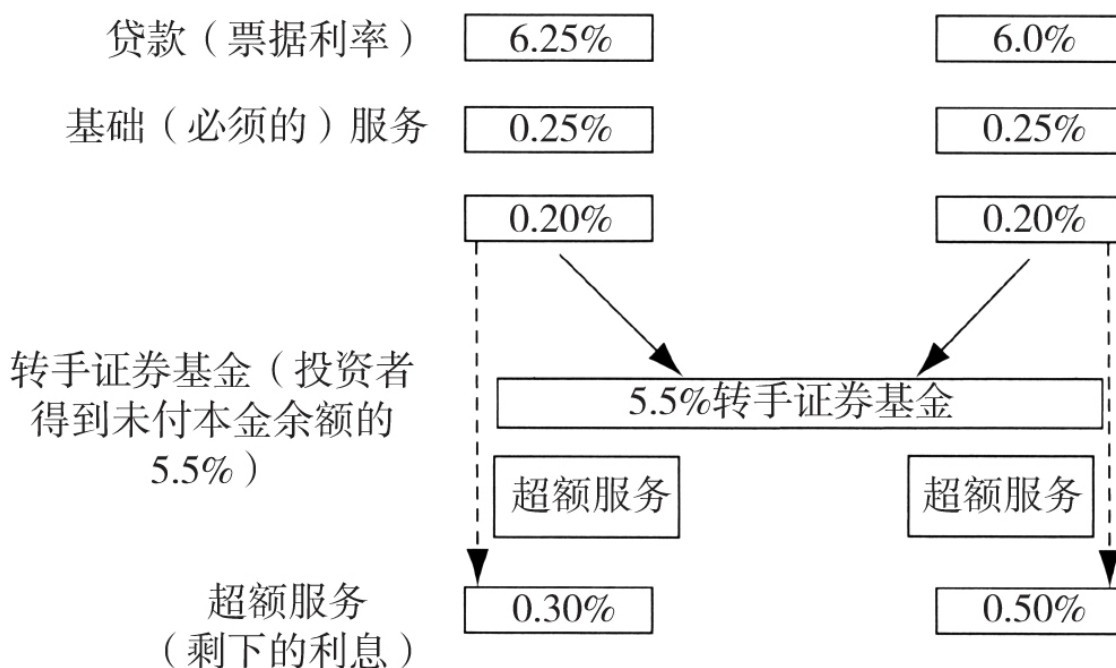 贷款（票据利率） 6.25% 6.0%
基础（必须的）服务 0.25% 0.25%
0.20% 0.20%
转手证券基金（投资者
得到未付本金余额的
5.5%）
5.5%转手证券基金
超额服务 超额服务
超额服务
（剩下的利息）
0.30% 0.50%